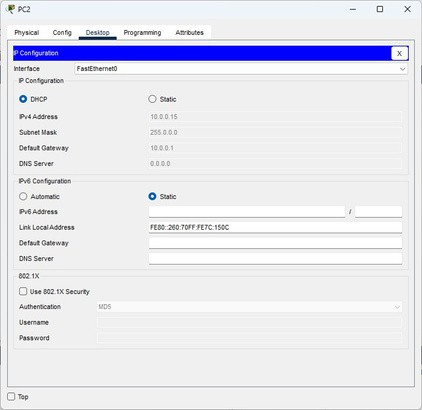 PC2
Physical Config Desktop Programming Attributes
IP Configuration X
Interface FastEthernet0
IP Configuration
DHCP Static
IPv4 Address 10.0.0.15
Subnet Mask 255.0.0.0
Default Gateway 10.0.0.1
DNS Server 0.0.0.0
IPv6 Configuration
Automatic Static
IPv6 Address /
Link Local Address FE80::260:70FF:FE7C:150C
Default Gateway
DNS Server
802.1X
Use 802.1X Security
Authentication MD5
Username
Password
Top